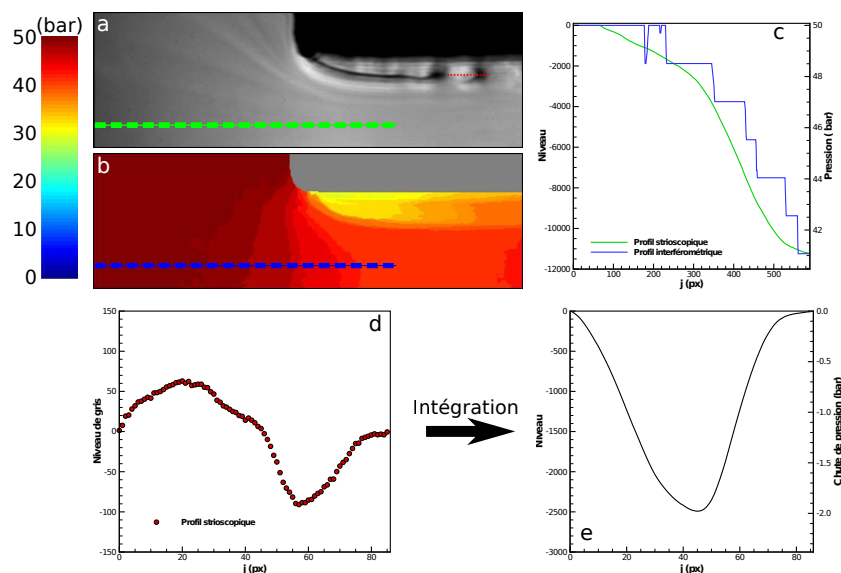 (bar)
50
40
30
20
10
0
a
b
c
0
-2000
-4000
-6000
-8000
-10000
-12000
Niveau
50
48
46
44
42
Pression (bar)
Profil strioscopique
Profil interférométrique
0 100 200 300 400 500
j (px)
d
150
100
50
0
-50
-100
-150
Niveau de gris
Profil strioscopique
0 20 40 60 80
j (px)
Intégration
0
-500
-1000
-1500
-2000
-2500
-3000
Niveau
0.0
-0.5
-1.0
-1.5
-2.0
Chute de pression (bar)
e
0 20 40 60 80
j (px)